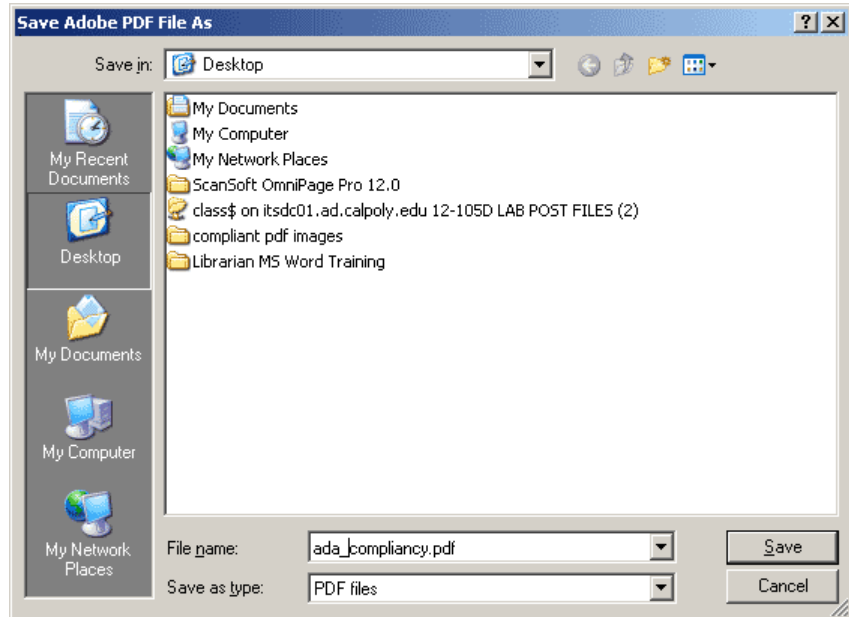 Save Adobe PDF File As
Save in:
Desktop
My Recent
Documents
Desktop
My Documents
My Computer
My Network
Places
My Documents
My Computer
My Network Places
ScanSoft OmniPage Pro 12.0
class$ on itsdc01.ad.calpoly.edu 12-105D LAB POST FILES (2)
compliant pdf images
Librarian MS Word Training
File name:
ada_compliancy.pdf
Save
Save as type:
PDF files
Cancel